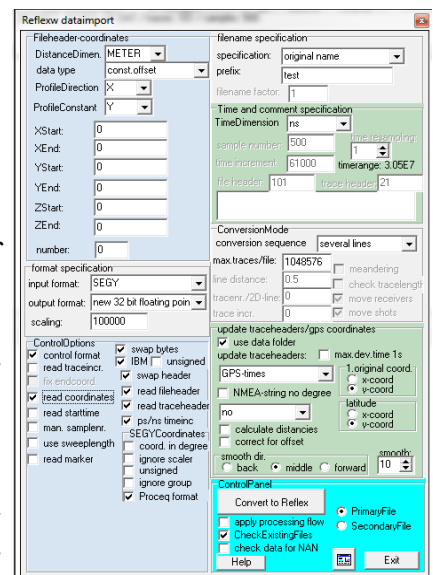 Reflexw dataimport
Fileheader-coordinates
DistanceDimen. METER
data type const.offset
ProfileDirection X
ProfileConstant Y
XStart: 0
XEnd: 0
YStart: 0
YEnd: 0
ZStart: 0
ZEnd: 0
number: 0
format specification
input format: SEGY
output format: new 32 bit floating poin
scaling: 100000
ControlOptions
control format
read traceincr.
fix endcoord.
read coordinates
read starttime
man. samplenr.
use sweeplength
read marker
swap bytes
IBM unsigned
swap header
read fileheader
read traceheader
ps/ns timeinc
SEGYCoordinates
coord. in degree
ignore scaler
unsigned
ignore group
Proceq format
filename specification
specification: original name
prefix: test
filename factor: 1
Time and comment specification
TimeDimension ns
sample number: 500
time resampling:
1
time increment 61000 timerange: 3.05E7
file header: 101 trace header: 21
ConversionMode
conversion sequence several lines
max.traces/file: 1048576
meandering
line distance: 0.5
check tracelength
tracenr./2D-line: 0
move receivers
trace incr. 0
move shots
update traceheaders/gps coordinates
use data folder
update traceheaders: max.dev.time 1s
GPS-times
1.original coord.
x-coord
y-coord
NMEA-string no degree
no
latitude
x-coord
y-coord
calculate distancies
correct for offset
smooth dir.
back middle forward
smooth:
10
ControlPanel
Convert to Reflex
PrimaryFile
SecondaryFile
apply processing flow
CheckExistingFiles
check data for NAN
Help Exit